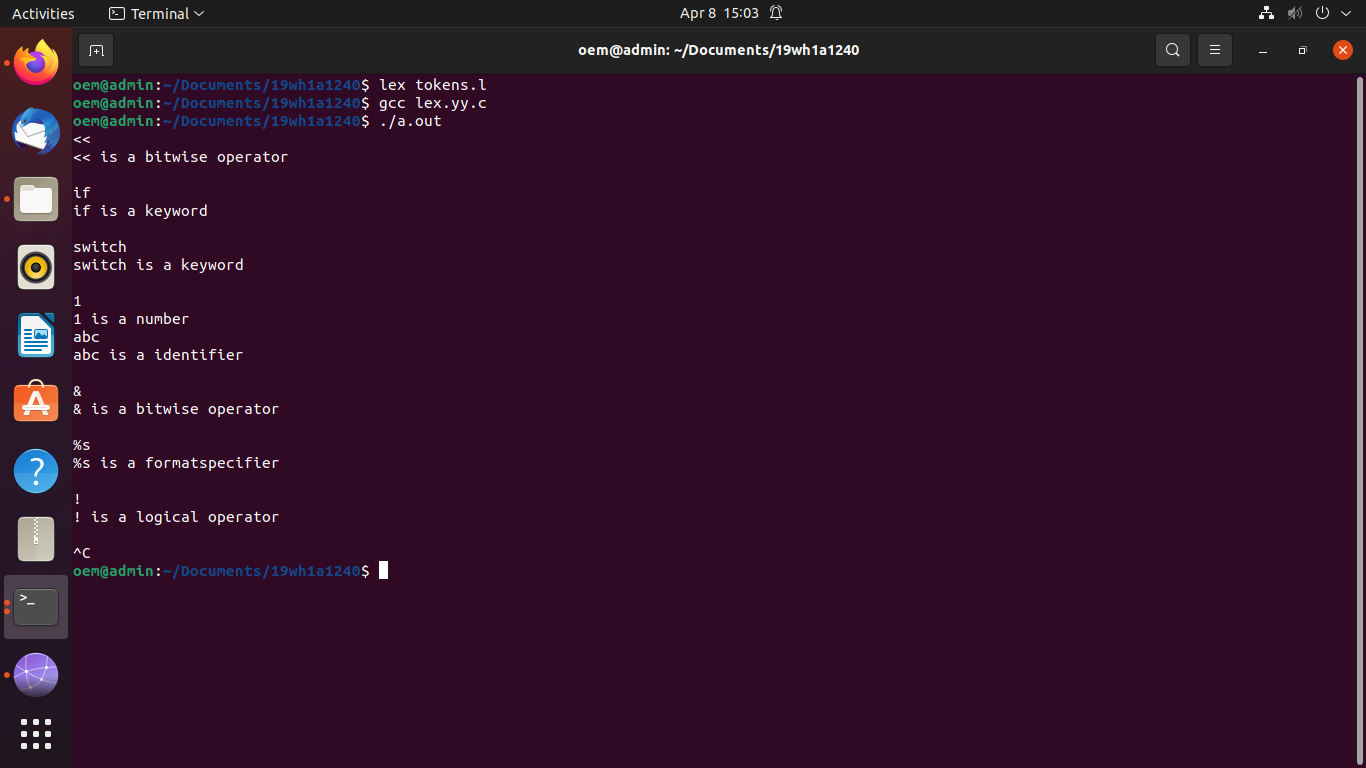 Activities
Terminal
Apr 8 15:03
oem@admin: ~/Documents/19wh1a1240
oem@admin:~/Documents/19wh1a1240$ lex tokens.l
oem@admin:~/Documents/19wh1a1240$ gcc lex.yy.c
oem@admin:~/Documents/19wh1a1240$ ./a.out
<<
<< is a bitwise operator
if
if is a keyword
switch
switch is a keyword
1
1 is a number
abc
abc is a identifier
&
& is a bitwise operator
%s
%s is a formatspecifier
!
! is a logical operator
^C
oem@admin:~/Documents/19wh1a1240$